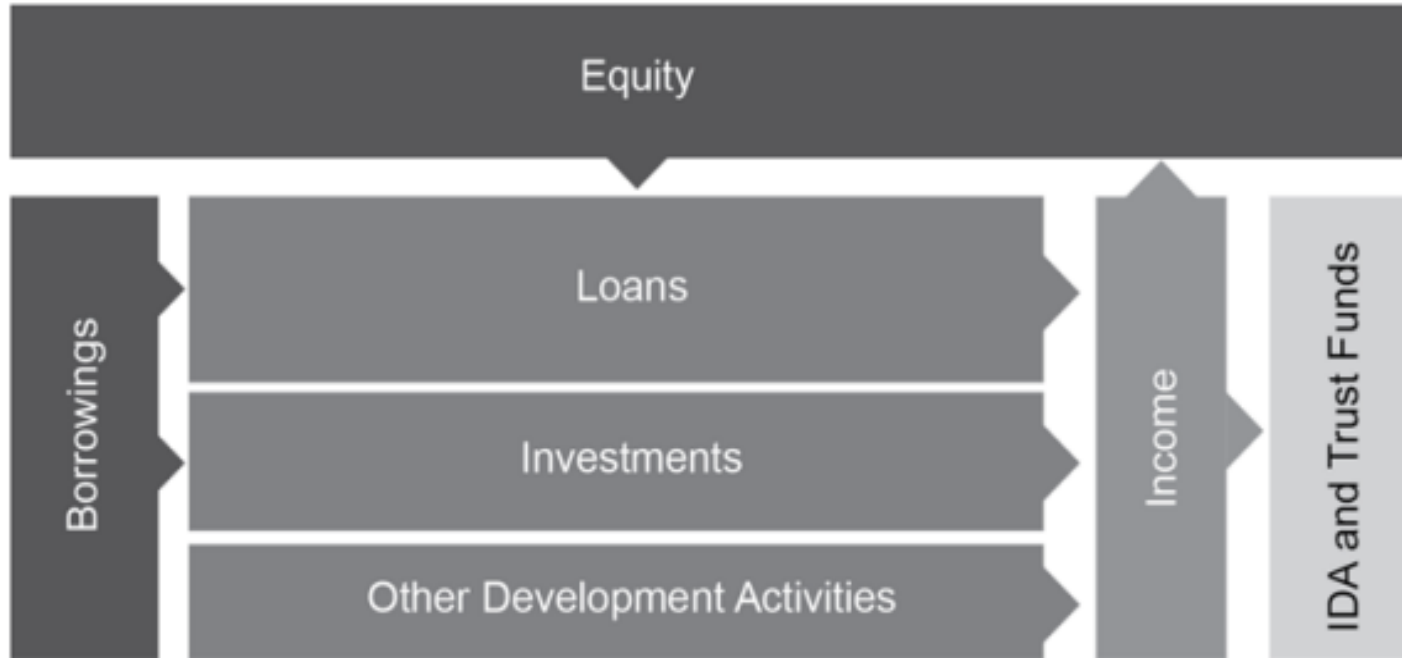 Equity
Borrowings
Loans
Investments
Other Development Activities
Income
IDA and Trust Funds